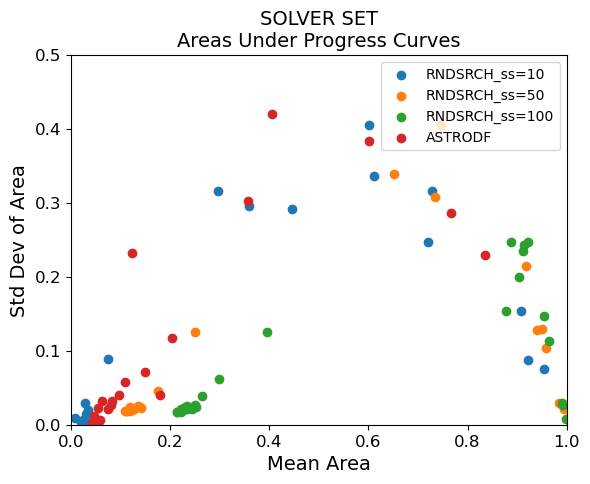 SOLVER SET
Areas Under Progress Curves
RNDSRCH_ss=10
RNDSRCH_ss=50
RNDSRCH_ss=100
ASTRODF
Std Dev of Area
0.5
0.4
0.3
0.2
0.1
0.0
0.0 0.2 0.4 0.6 0.8 1.0
Mean Area